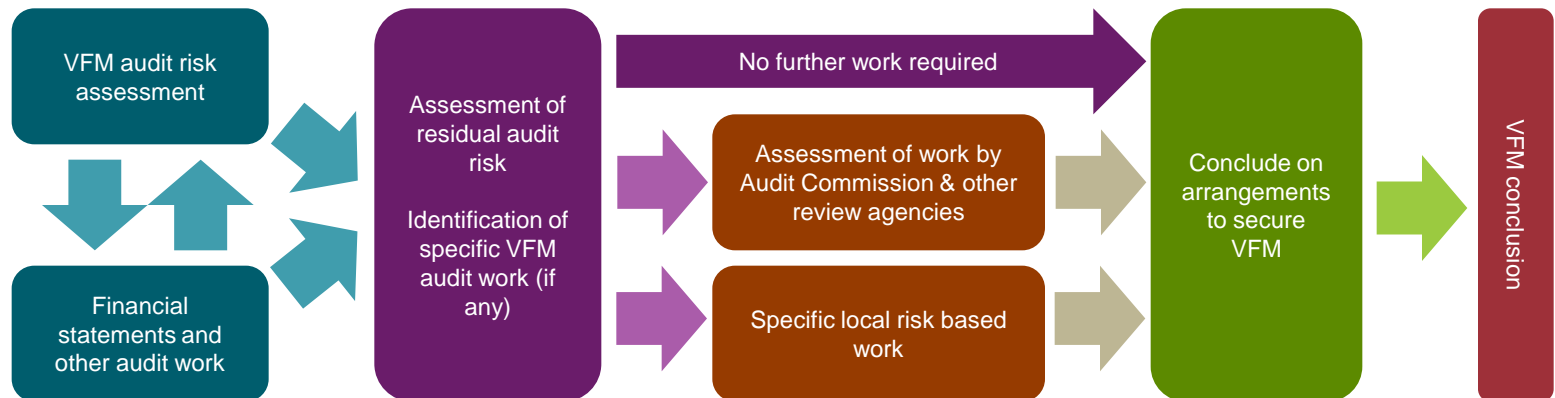 VFM audit risk
assessment
Financial
statements and
other audit work
Assessment of
residual audit
risk
Identification of
specific VFM
audit work (if
any)
No further work required
Assessment of work by
Audit Commission & other
review agencies
Specific local risk based
work
Conclude on
arrangements
to secure
VFM
VFM conclusion